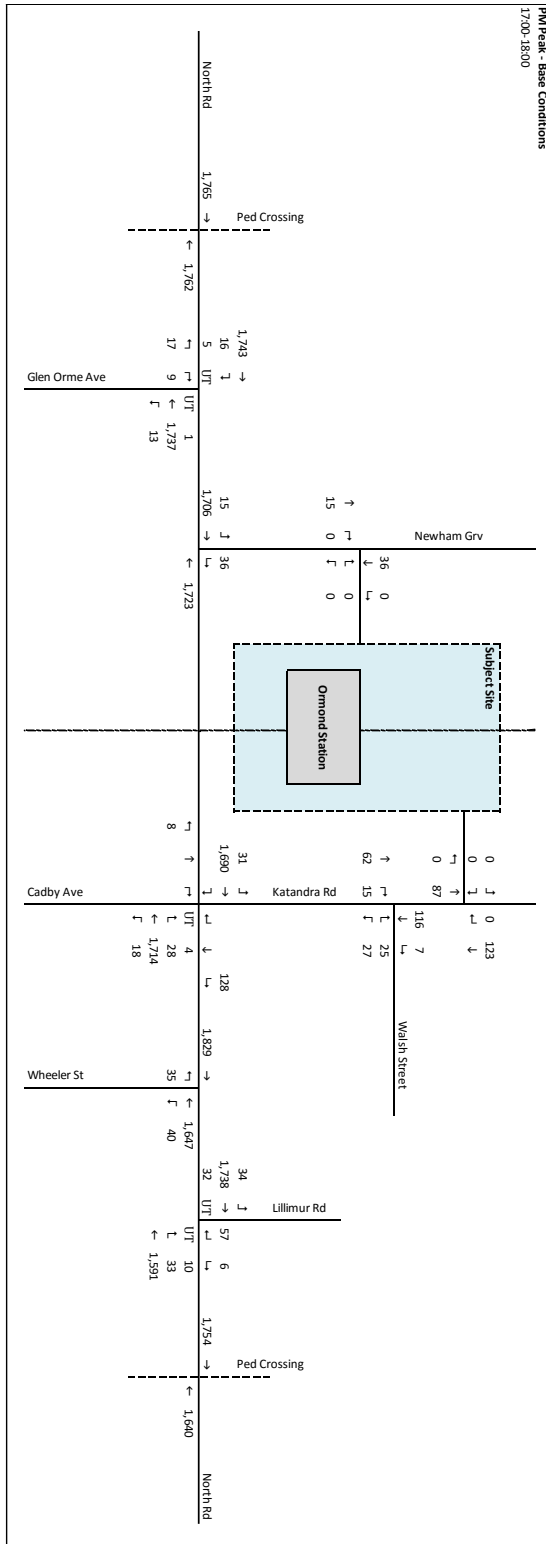 PM Peak - Base Conditions
17:00-18:00
North Rd
1,765
Ped Crossing
1,762
1,743
16
5
UT
17
9
Glen Orme Ave
UT
1
1,737
13
15
1,706
15
0
Newham Grv
36
1,723
36
0
0
0
Subject Site
Ormond Station
8
31
1,690
62
15
0
0
0
87
Cadby Ave
Katandra Rd
UT
4
28
1,714
18
128
116
7
25
27
0
123
Walsh Street
1,829
35
Wheeler St
1,647
40
34
1,738
32
UT
Lillimur Rd
57
6
UT
10
33
1,591
1,754
Ped Crossing
1,640
North Rd